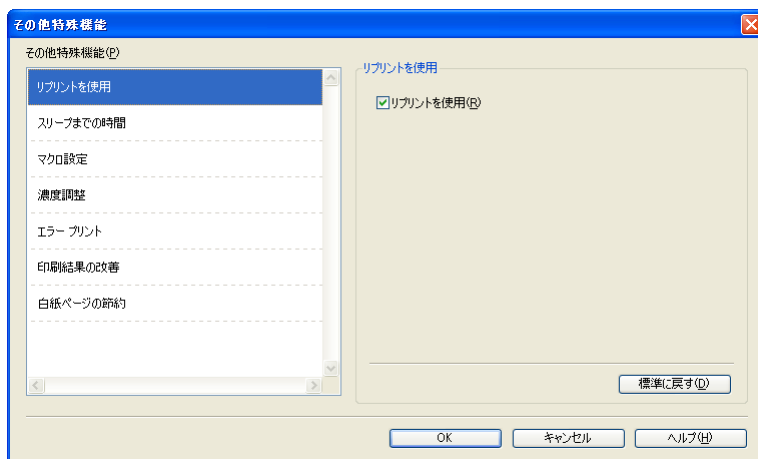 その他特殊機能
その他特殊機能(P)
リプリントを使用
スリープまでの時間
マクロ設定
濃度調整
エラー プリント
印刷結果の改善
白紙ページの節約
リプリントを使用
リプリントを使用(R)
標準に戻す(D)
OK
キャンセル
ヘルプ(H)